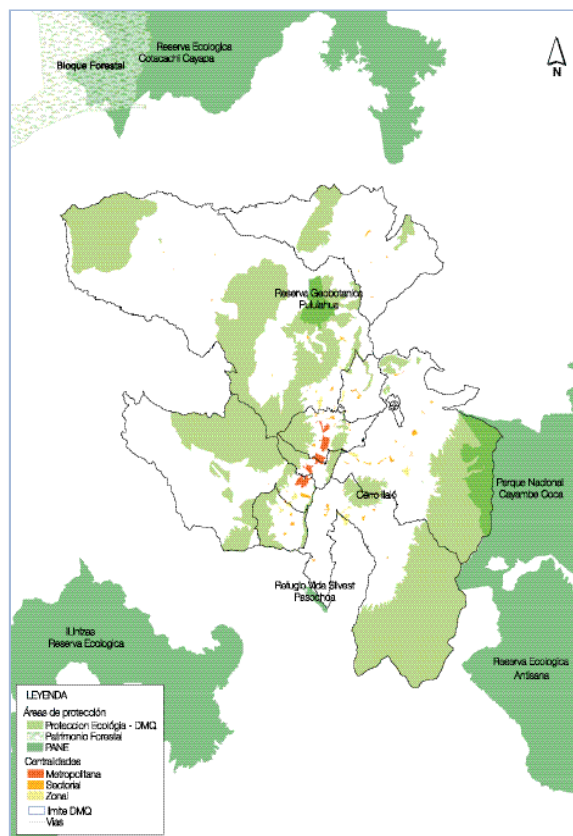 Reserva Ecologica
Cotacachi Cayapa
Bloque Forestal
N
Reserva Geobotanica
Pululahua
Parque Nacional
Cayambe Coca
Cerro Ilaló
Refugio Vida Silvest
Pasochoa
Ilinizas
Reserva Ecologica
Reserva Ecologica
Antisana
LEYENDA
Áreas de protección
Proteccion Ecológia - DMQ
Patrimonio Forestal
PANE
Centralidades
Metropolitana
Sectorial
Zonal
limite DMQ
Vias